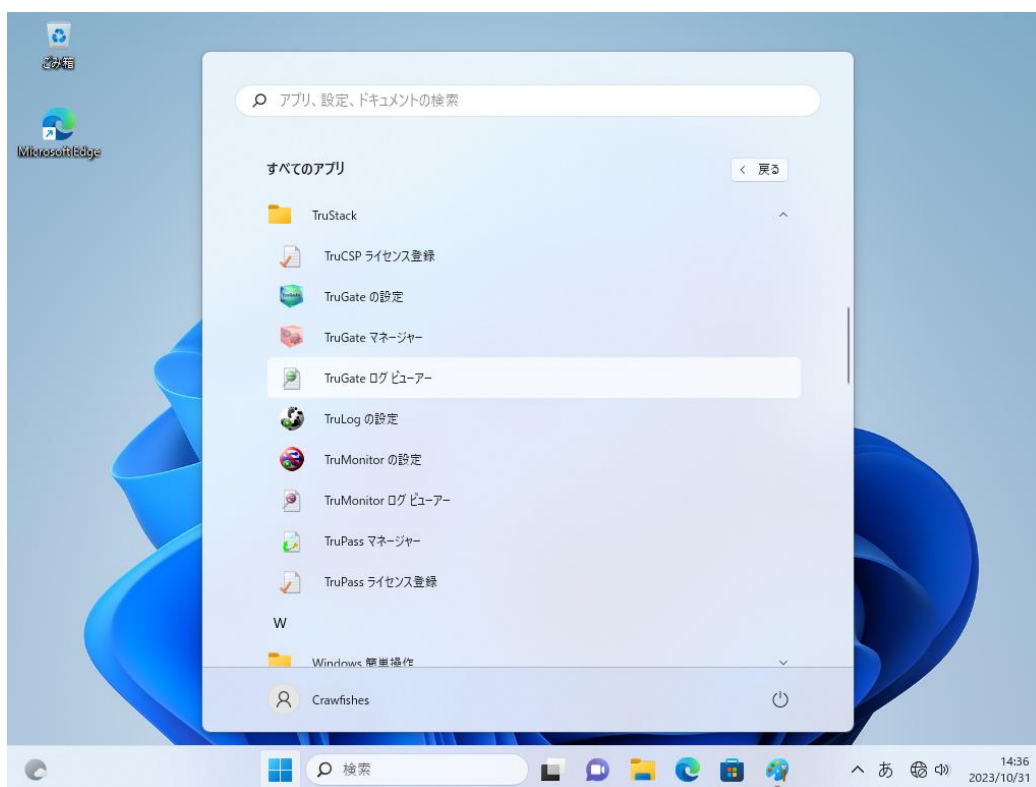 ごみ箱
Microsoft Edge
アプリ、設定、ドキュメントの検索
すべてのアプリ
戻る
TruStack
TruCSP ライセンス登録
TruGate の設定
TruGate マネージャー
TruGate ログ ビューアー
TruLog の設定
TruMonitor の設定
TruMonitor ログ ビューアー
TruPass マネージャー
TruPass ライセンス登録
W
Windows 簡単操作
Crawfishes
検索
あ
14:36
2023/10/31